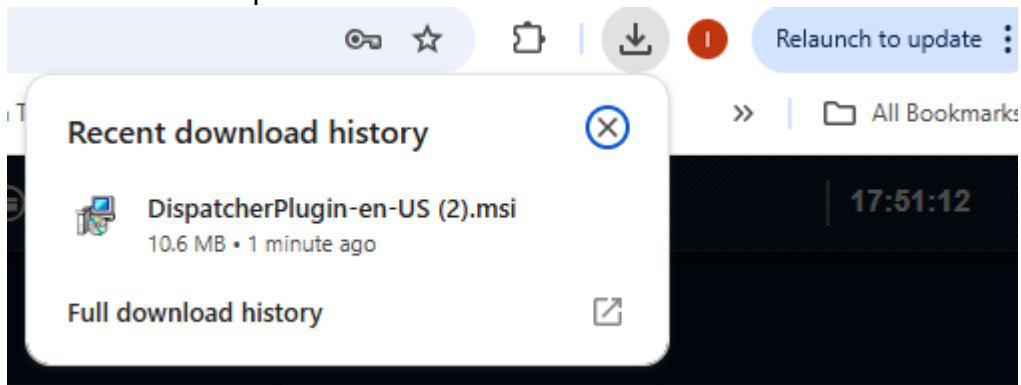 Relaunch to update
All Bookmarks
Recent download history
17:51:12
DispatcherPlugin-en-US (2).msi
10.6 MB • 1 minute ago
Full download history